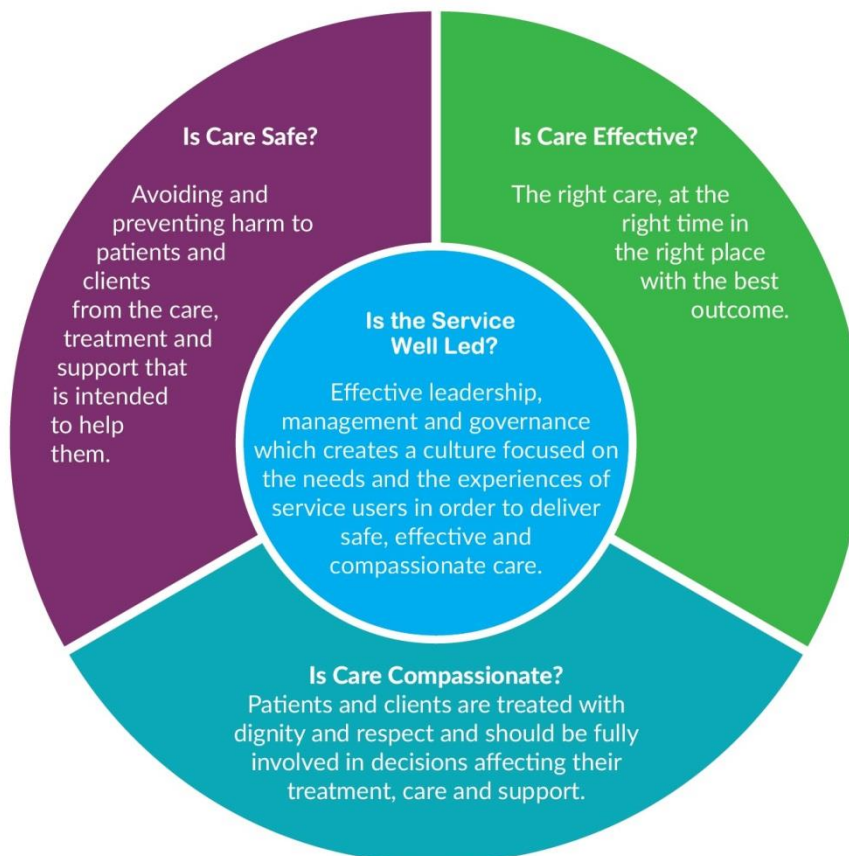 Is Care Safe?
Avoiding and
preventing harm to
patients and
clients
from the care,
treatment and
support that
is intended
to help
them.
Is Care Effective?
The right care, at the
right time in
the right place
with the best
outcome.
Is the Service
Well Led?
Effective leadership,
management and governance
which creates a culture focused on
the needs and the experiences of
service users in order to deliver
safe, effective and
compassionate care.
Is Care Compassionate?
Patients and clients are treated with
dignity and respect and should be fully
involved in decisions affecting their
treatment, care and support.